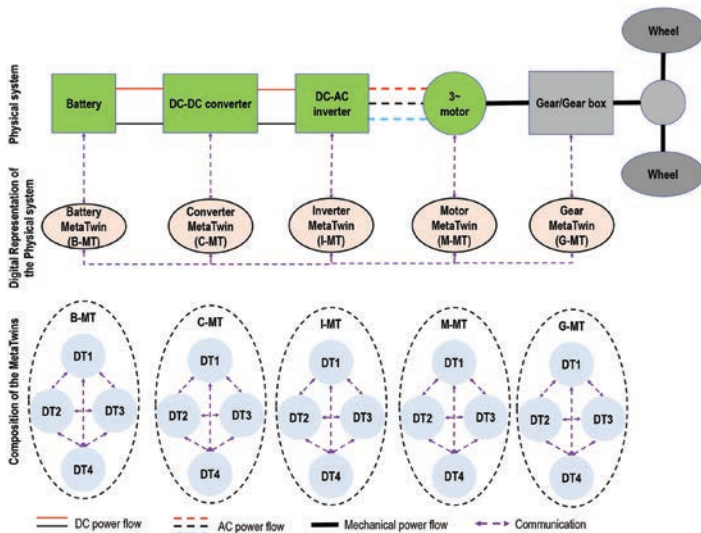 Wheel
Physical system
Battery
DC-DC converter
DC-AC
inverter
3~
motor
Gear/Gear box
Wheel
Digital Representation of
the Physical system
Battery
MetaTwin
(B-MT)
Converter
MetaTwin
(C-MT)
Inverter
MetaTwin
(I-MT)
Motor
MetaTwin
(M-MT)
Gear
MetaTwin
(G-MT)
Composition of the MetaTwins
B-MT
DT1
DT2
DT3
DT4
C-MT
DT1
DT2
DT3
DT4
I-MT
DT1
DT2
DT3
DT4
M-MT
DT1
DT2
DT3
DT4
G-MT
DT1
DT2
DT3
DT4
DC power flow
AC power flow
Mechanical power flow
Communication